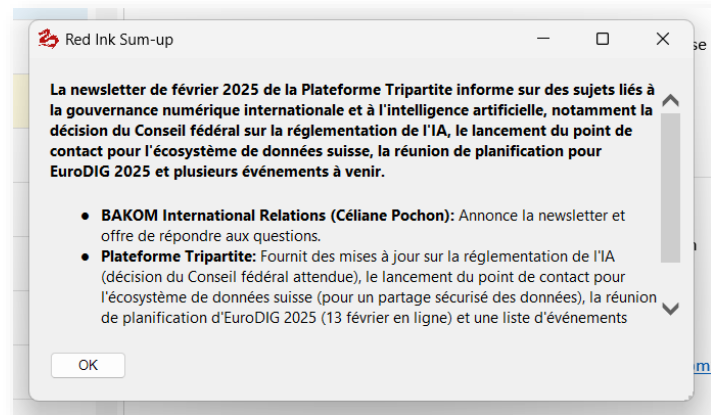 Red Ink Sum-up
se
La newsletter de février 2025 de la Plateforme Tripartite informe sur des sujets liés à
la gouvernance numérique internationale et à l'intelligence artificielle, notamment la
décision du Conseil fédéral sur la réglementation de l'IA, le lancement du point de
contact pour l'écosystème de données suisse, la réunion de planification pour
EuroDIG 2025 et plusieurs événements à venir.
● BAKOM International Relations (Céliane Pochon): Annonce la newsletter et
offre de répondre aux questions.
● Plateforme Tripartite: Fournit des mises à jour sur la réglementation de l'IA
(décision du Conseil fédéral attendue), le lancement du point de contact pour
l'écosystème de données suisse (pour un partage sécurisé des données), la réunion
de planification d'EuroDIG 2025 (13 février en ligne) et une liste d'événements
OK
om